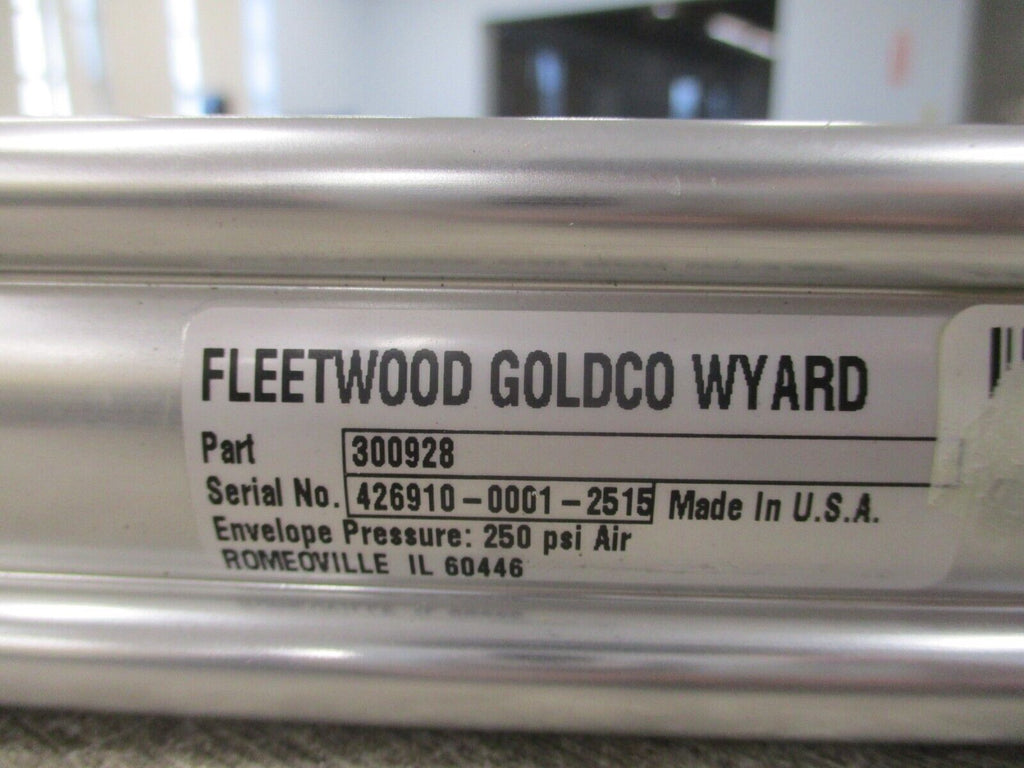 FLEETWOOD GOLDCO WYARD
Part 300928
Serial No. 426910-0001-2515 Made In U.S.A.
Envelope Pressure: 250 psi Air
ROMEOVILLE IL 60446